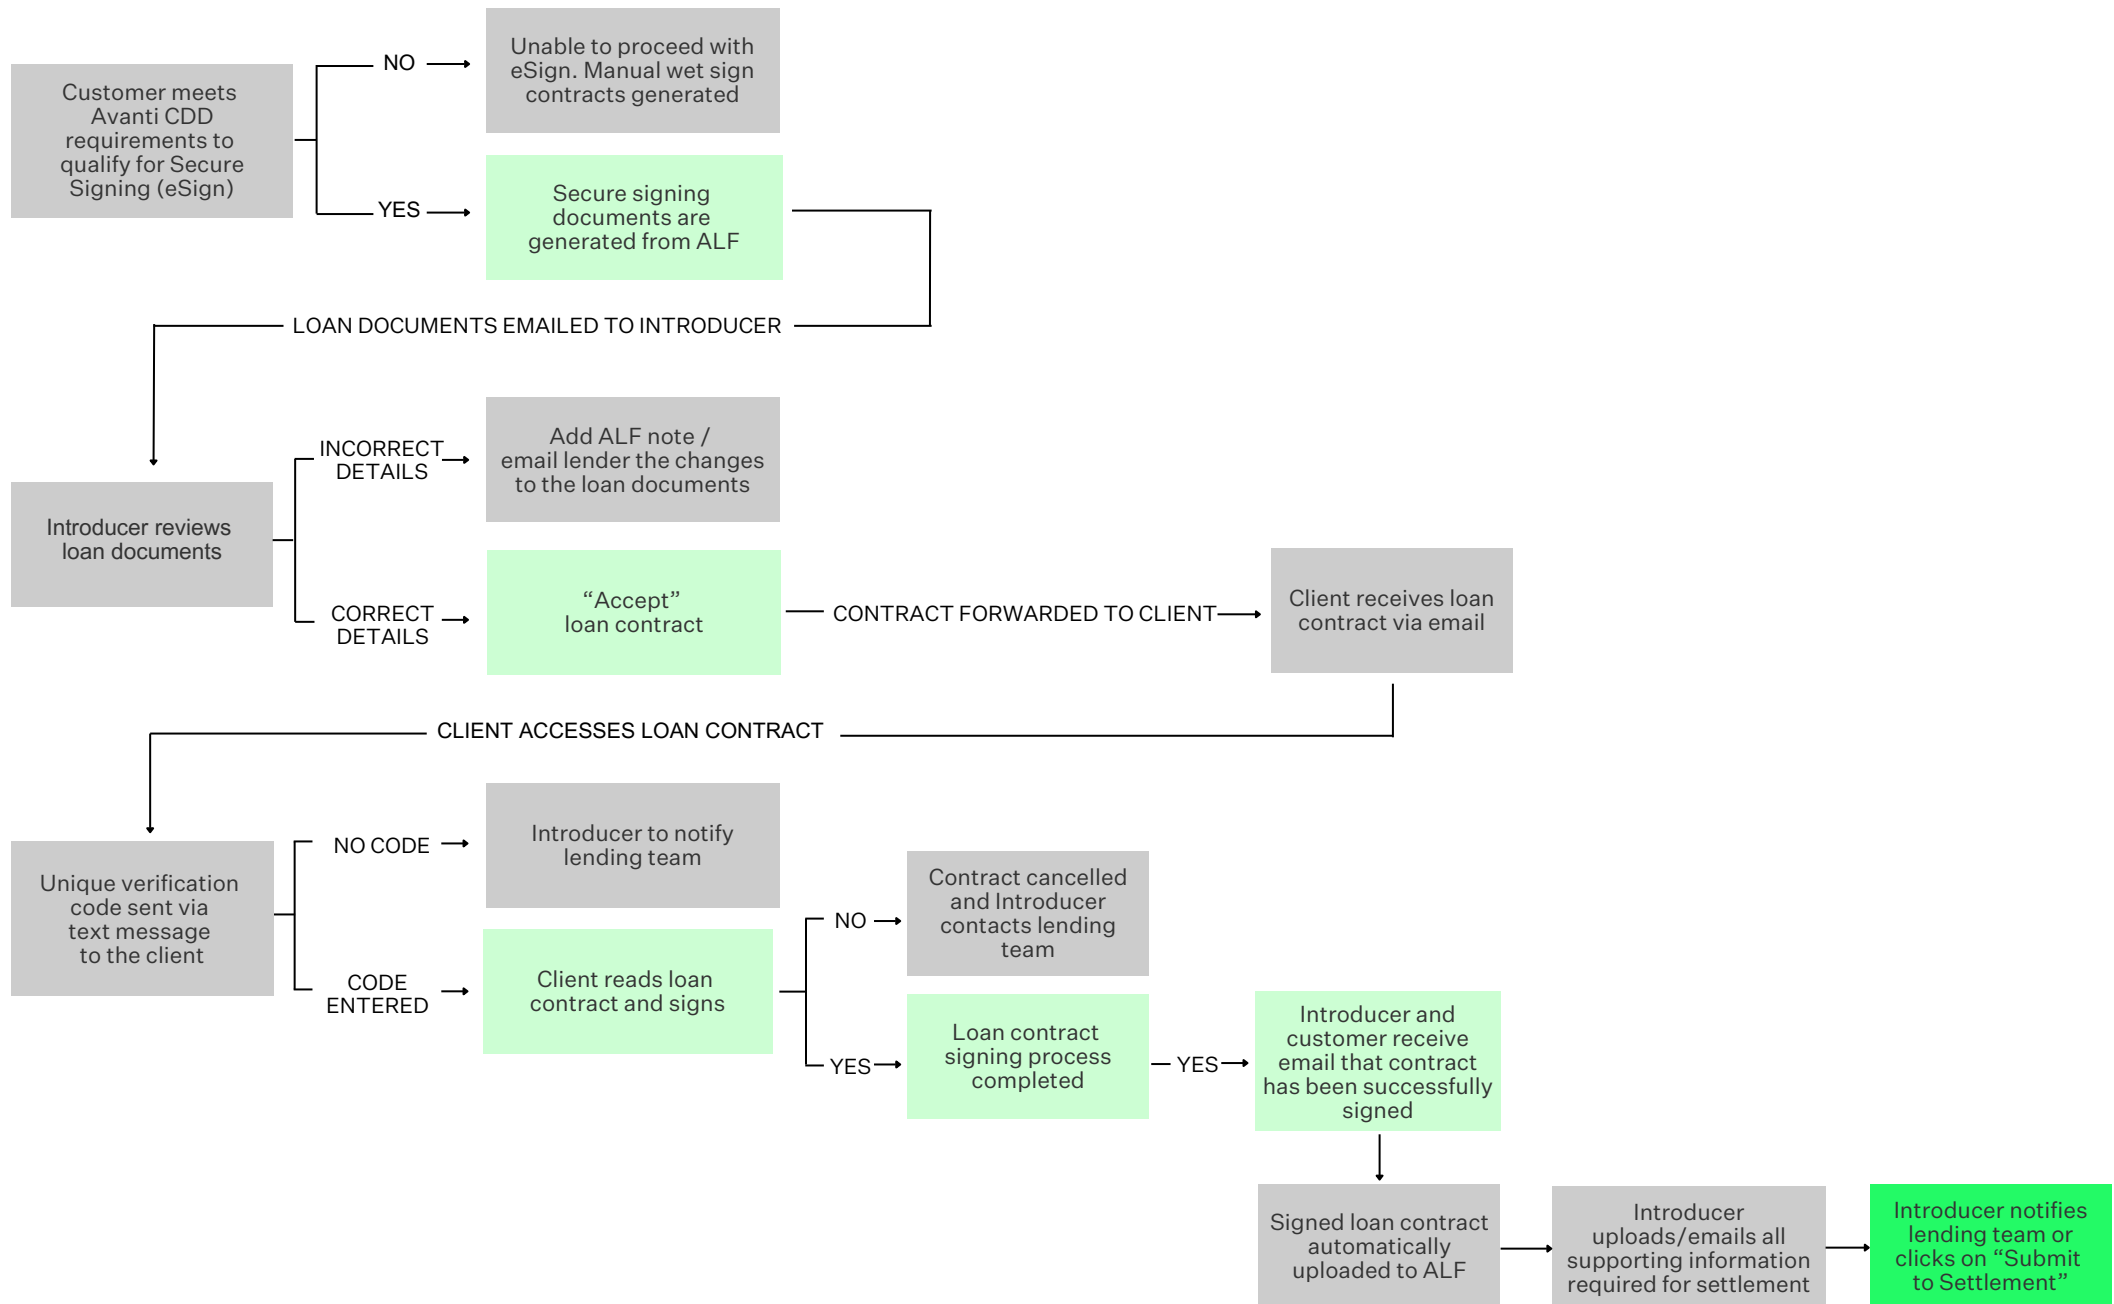 Customer meets
Avanti CDD
requirements to
qualify for Secure
Signing (eSign)
NO
Unable to proceed with
eSign. Manual wet sign
contracts generated
YES
Secure signing
documents are
generated from ALF
LOAN DOCUMENTS EMAILED TO INTRODUCER
Introducer reviews
loan documents
INCORRECT
DETAILS
Add ALF note /
email lender the changes
to the loan documents
CORRECT
DETAILS
“Accept”
loan contract
CONTRACT FORWARDED TO CLIENT
Client receives loan
contract via email
CLIENT ACCESSES LOAN CONTRACT
Unique verification
code sent via
text message
to the client
NO CODE
Introducer to notify
lending team
CODE
ENTERED
Client reads loan
contract and signs
NO
Contract cancelled
and Introducer
contacts lending
team
YES
Loan contract
signing process
completed
YES
Introducer and
customer receive
email that contract
has been successfully
signed
Signed loan contract
automatically
uploaded to ALF
Introducer
uploads/emails all
supporting information
required for settlement
Introducer notifies
lending team or
clicks on “Submit
to Settlement”